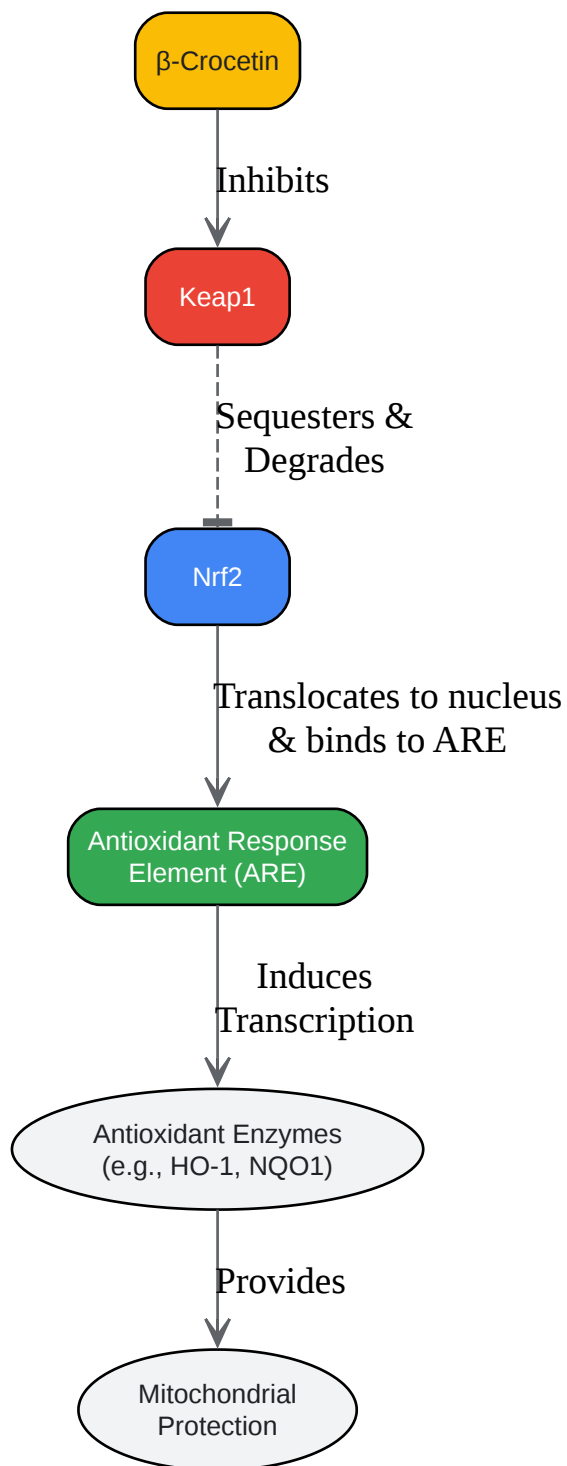 β-Crocetin
Inhibits
Keap1
Sequesters &
Degrades
Nrf2
Translocates to nucleus
& binds to ARE
Antioxidant Response
Element (ARE)
Induces
Transcription
Antioxidant Enzymes
(e.g., HO-1, NQO1)
Provides
Mitochondrial
Protection